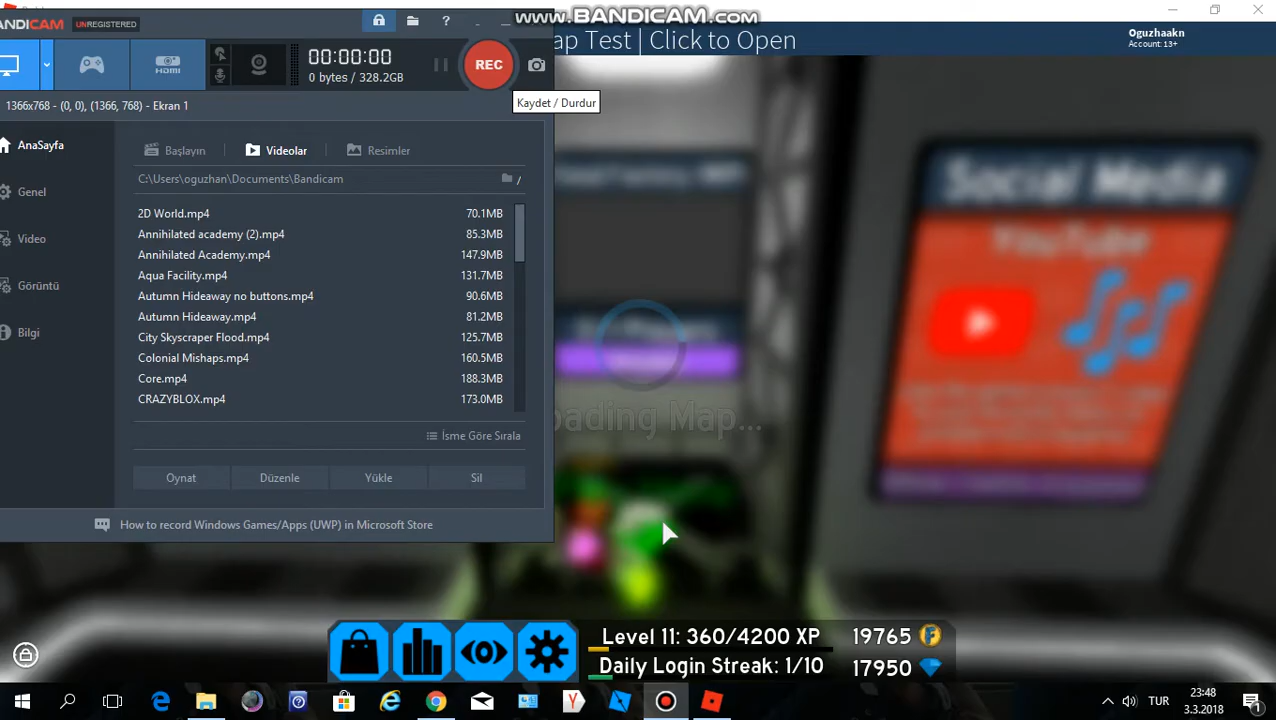 www.BANDICAM.com
ANDICAM UNREGISTERED
?
ap Test | Click to Open
Oguzhaakn
Account: 13+
HDMI
00:00:00
0 bytes / 328.2GB
REC
Kaydet / Durdur
1366x768 - (0, 0), (1366, 768) - Ekran 1
AnaSayfa
Genel
Video
Görüntü
Bilgi
Başlayın
Videolar
Resimler
C:\Users\oguzhan\Documents\Bandicam
/
2D World.mp4 70.1MB
Annihilated academy (2).mp4 85.3MB
Annihilated Academy.mp4 147.9MB
Aqua Facility.mp4 131.7MB
Autumn Hideaway no buttons.mp4 90.6MB
Autumn Hideaway.mp4 81.2MB
City Skyscraper Flood.mp4 125.7MB
Colonial Mishaps.mp4 160.5MB
Core.mp4 188.3MB
CRAZYBLOX.mp4 173.0MB
İsme Göre Sırala
Oynat
Düzenle
Yükle
Sil
How to record Windows Games/Apps (UWP) in Microsoft Store
Social Media
YouTube
oading Map...
Level 11: 360/4200 XP
19765
Daily Login Streak: 1/10
17950
TUR
23:48
3.3.2018
1